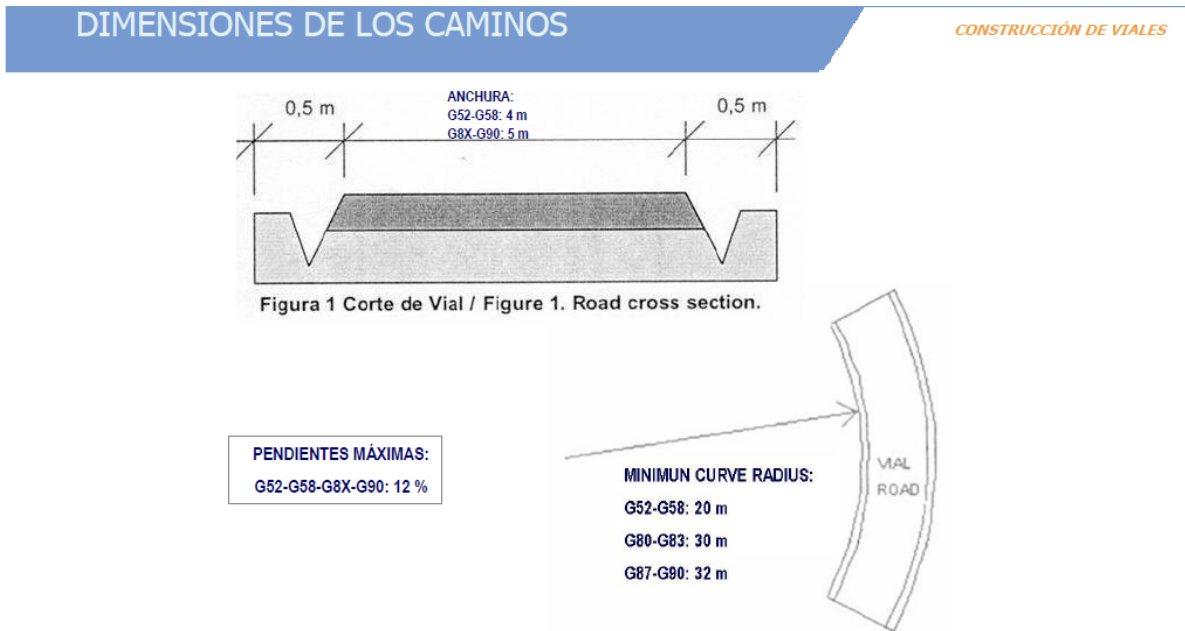 DIMENSIONES DE LOS CAMINOS
CONSTRUCCIÓN DE VIALES
0,5 m
ANCHURA:
G52-G58: 4 m
G8X-G90: 5 m
0,5 m
Figura 1 Corte de Vial / Figure 1. Road cross section.
PENDIENTES MÁXIMAS:
G52-G58-G8X-G90: 12 %
MINIMUN CURVE RADIUS:
G52-G58: 20 m
G80-G83: 30 m
G87-G90: 32 m
VIAL
ROAD